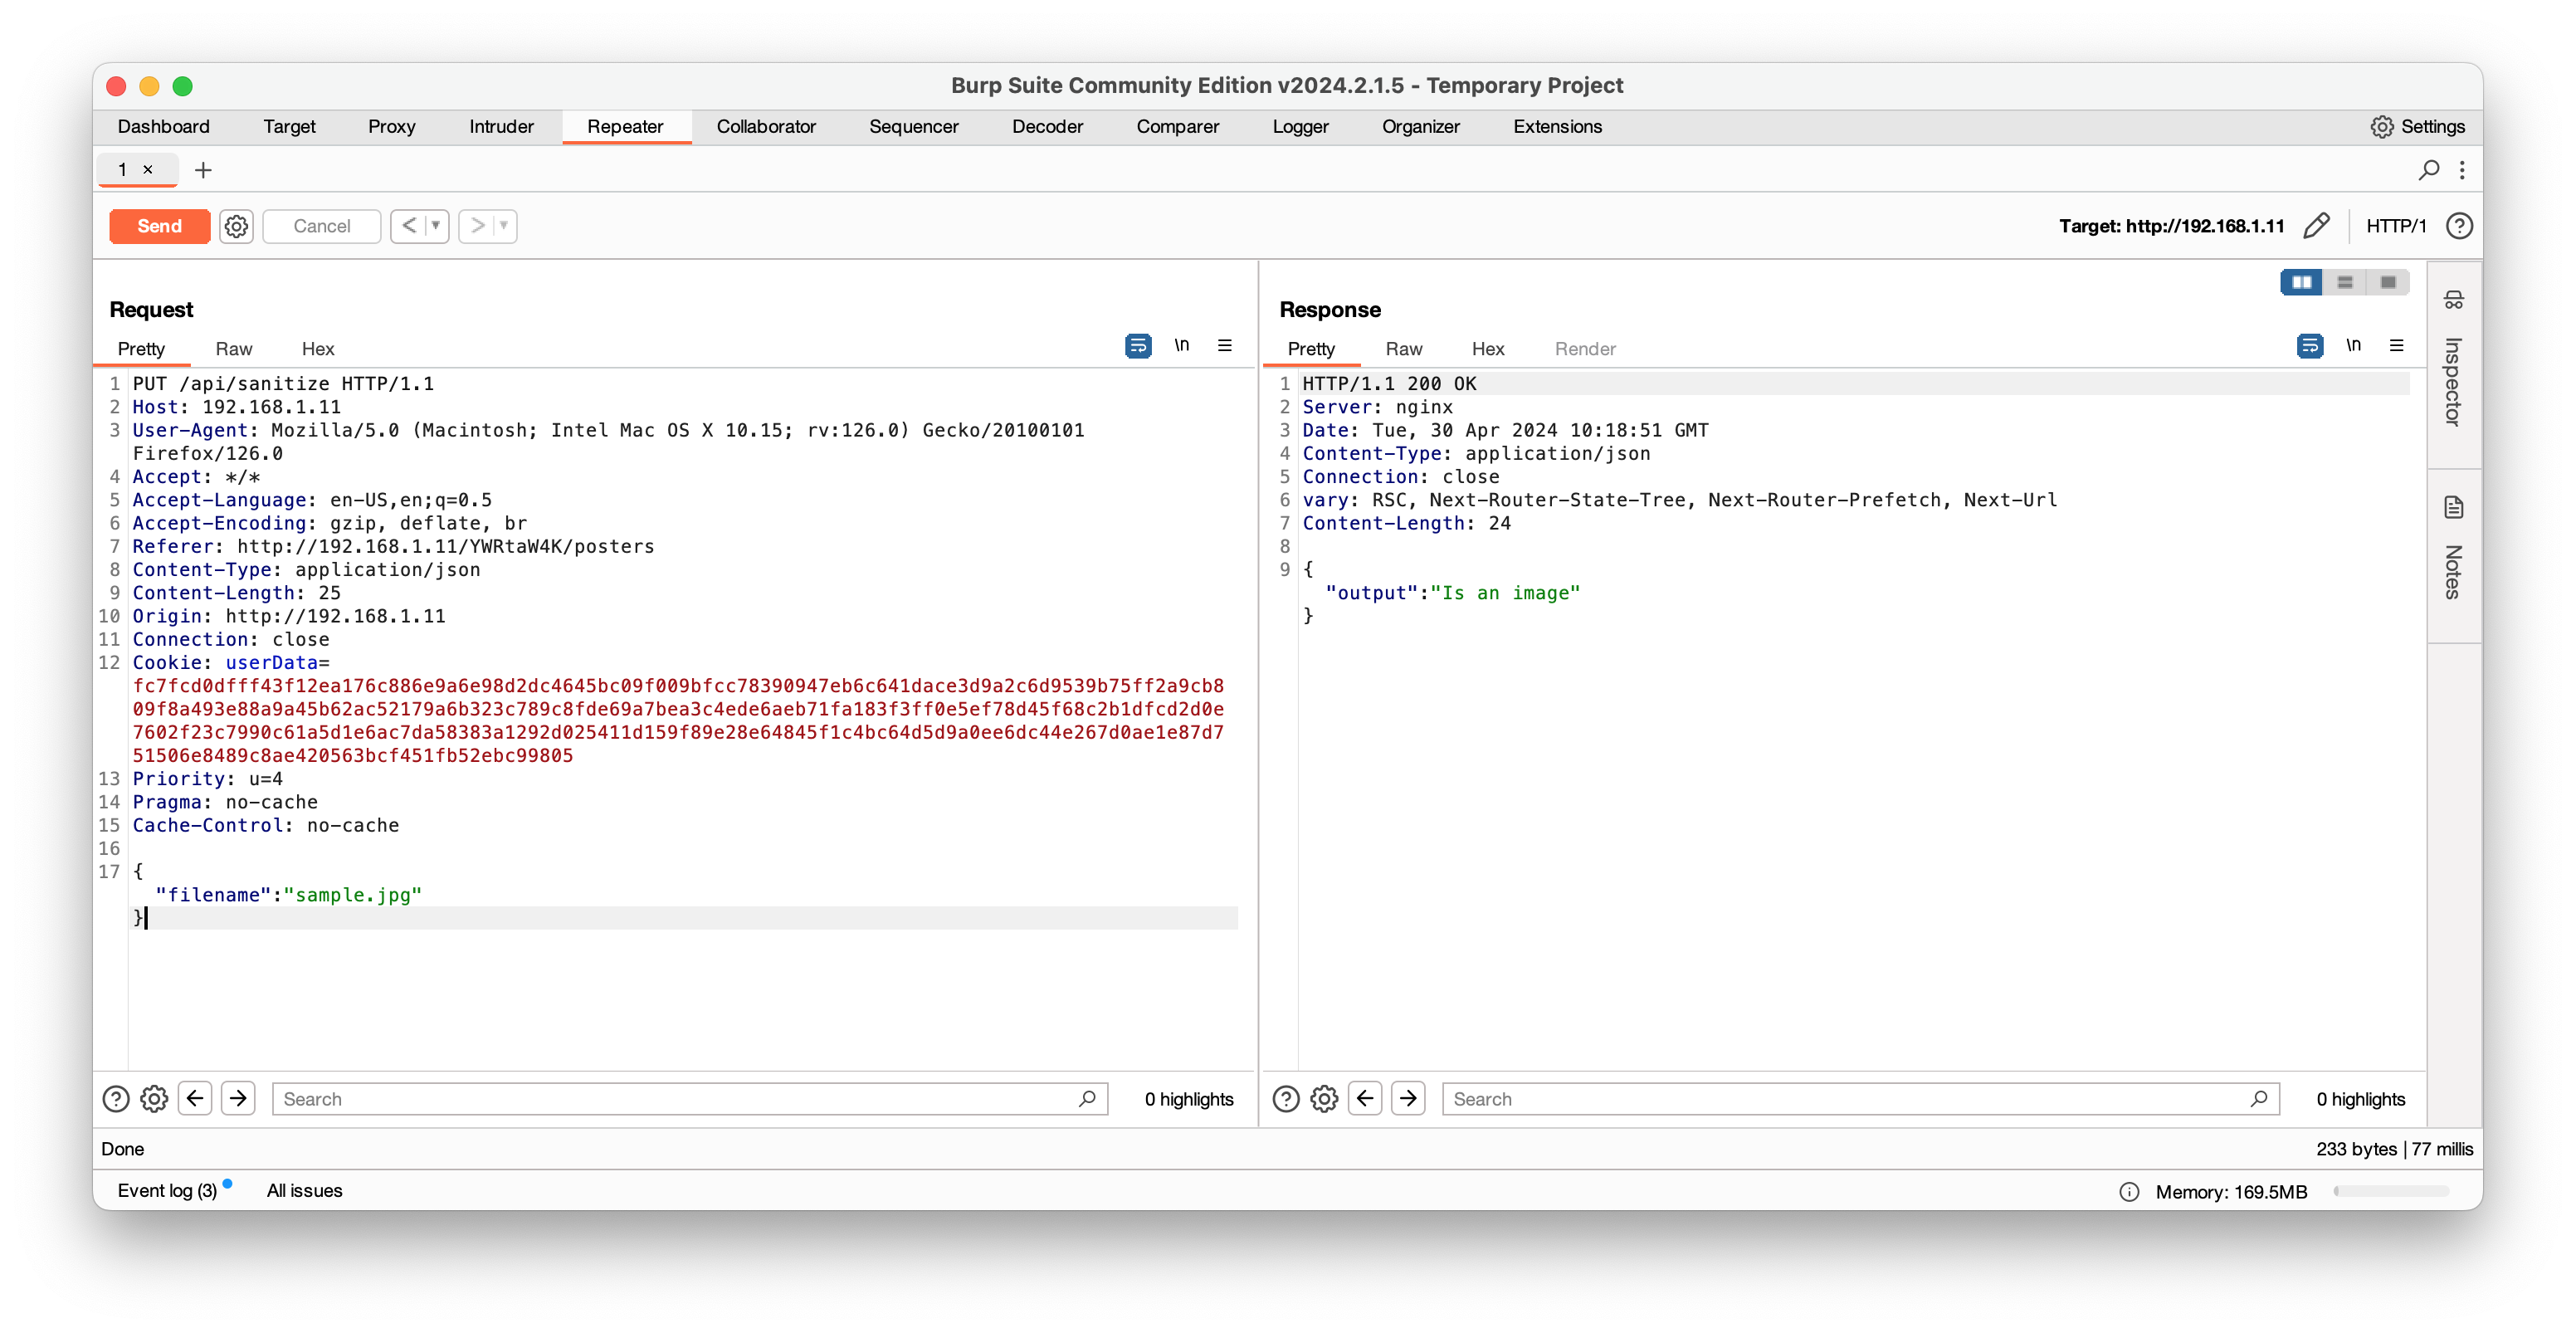 Burp Suite Community Edition v2024.2.1.5 - Temporary Project
Dashboard Target Proxy Intruder Repeater Collaborator Sequencer Decoder Comparer Logger Organizer Extensions Settings
1 × +
Send Cancel < > Target: http://192.168.1.11 HTTP/1 ?
Request
Pretty Raw Hex \n
1 PUT /api/sanitize HTTP/1.1
2 Host: 192.168.1.11
3 User-Agent: Mozilla/5.0 (Macintosh; Intel Mac OS X 10.15; rv:126.0) Gecko/20100101
Firefox/126.0
4 Accept: */*
5 Accept-Language: en-US,en;q=0.5
6 Accept-Encoding: gzip, deflate, br
7 Referer: http://192.168.1.11/YWRtaW4K/posters
8 Content-Type: application/json
9 Content-Length: 25
10 Origin: http://192.168.1.11
11 Connection: close
12 Cookie: userData=
fc7fcd0dfff43f12ea176c886e9a6e98d2dc4645bc09f009bfcc78390947eb6c641dace3d9a2c6d9539b75ff2a9cb8
09f8a493e88a9a45b62ac52179a6b323c789c8fde69a7bea3c4ede6aeb71fa183f3ff0e5ef78d45f68c2b1dfcd2d0e
7602f23c7990c61a5d1e6ac7da58383a1292d025411d159f89e28e64845f1c4bc64d5d9a0ee6dc44e267d0ae1e87d7
51506e8489c8ae420563bcf451fb52ebc99805
13 Priority: u=4
14 Pragma: no-cache
15 Cache-Control: no-cache
16
17 {
"filename":"sample.jpg"
}
? Search 0 highlights
Response
Pretty Raw Hex Render \n
1 HTTP/1.1 200 OK
2 Server: nginx
3 Date: Tue, 30 Apr 2024 10:18:51 GMT
4 Content-Type: application/json
5 Connection: close
6 vary: RSC, Next-Router-State-Tree, Next-Router-Prefetch, Next-Url
7 Content-Length: 24
8
9 {
"output":"Is an image"
}
? Search 0 highlights
Inspector
Notes
Done 233 bytes | 77 millis
Event log (3) All issues Memory: 169.5MB